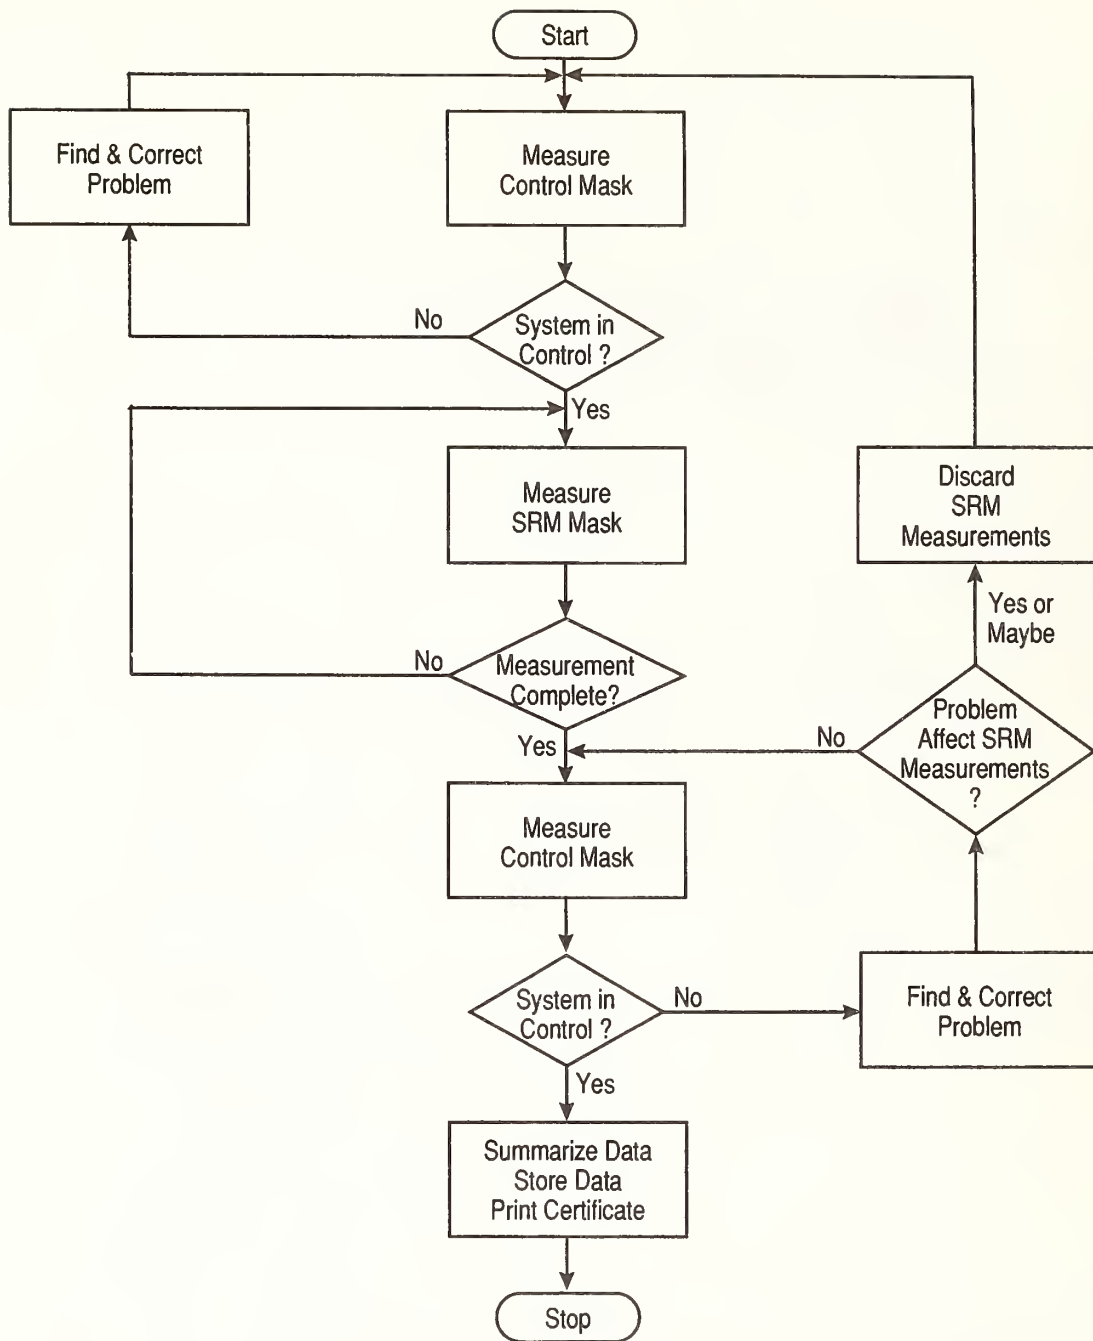 Start
Find & Correct
Problem
Measure
Control Mask
No
System in
Control ?
Yes
Measure
SRM Mask
Discard
SRM
Measurements
Yes or
Maybe
No
Measurement
Complete?
Yes
No
Problem
Affect SRM
Measurements
?
Measure
Control Mask
System in
Control ?
No
Find & Correct
Problem
Yes
Summarize Data
Store Data
Print Certificate
Stop